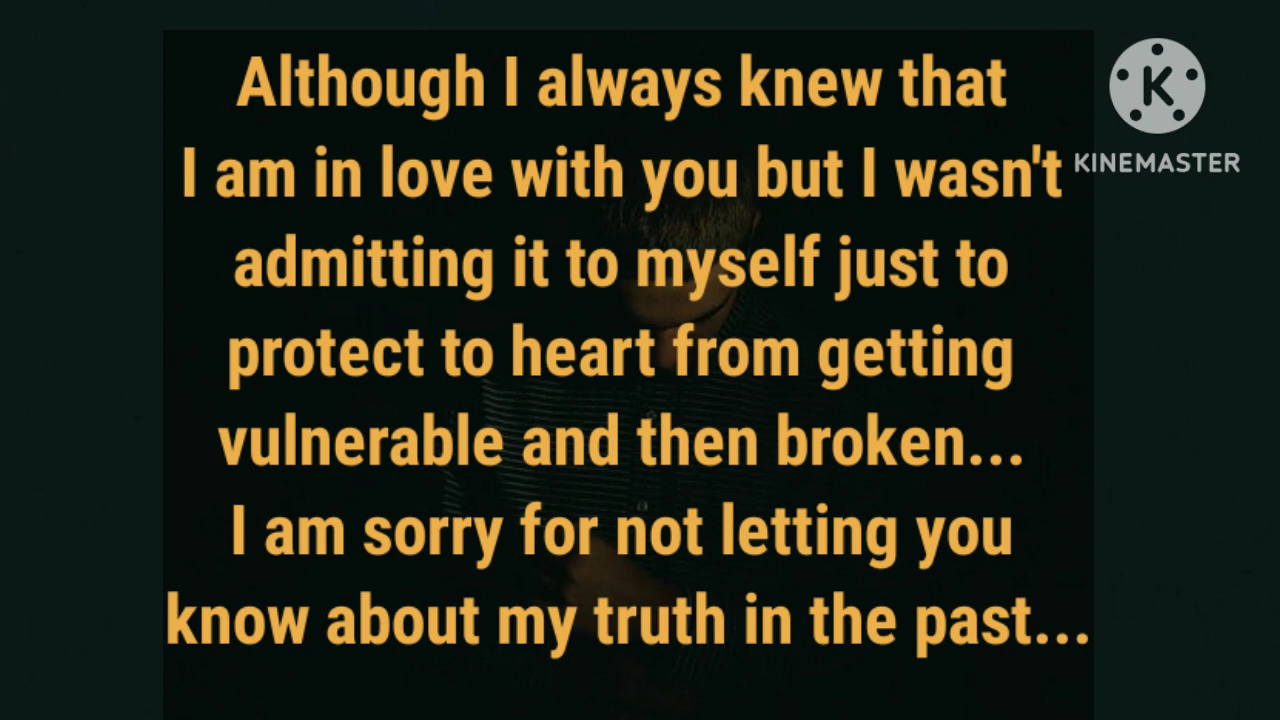 Although I always knew that
I am in love with you but I wasn't
admitting it to myself just to
protect to heart from getting
vulnerable and then broken...
I am sorry for not letting you
know about my truth in the past...
K
KINEMASTER